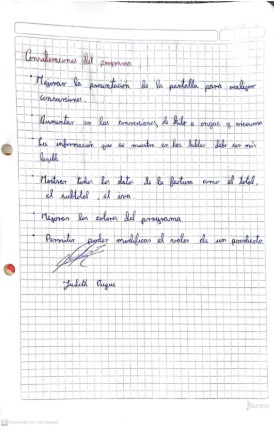 Consideraciones del programa
* Mejorar la presentación de la pantalla para realizar
conversiones.
* Aumentar en las conversiones, de kilo a onzas y viceversa
* La información que se muestra en las tablas debe ser más
legible
* Mostrar todos los datos de la factura como el total,
el subtotal, el iva
* Mejorar los colores del programa
* Permitir poder modificar el valor de un producto
Judith
Norma